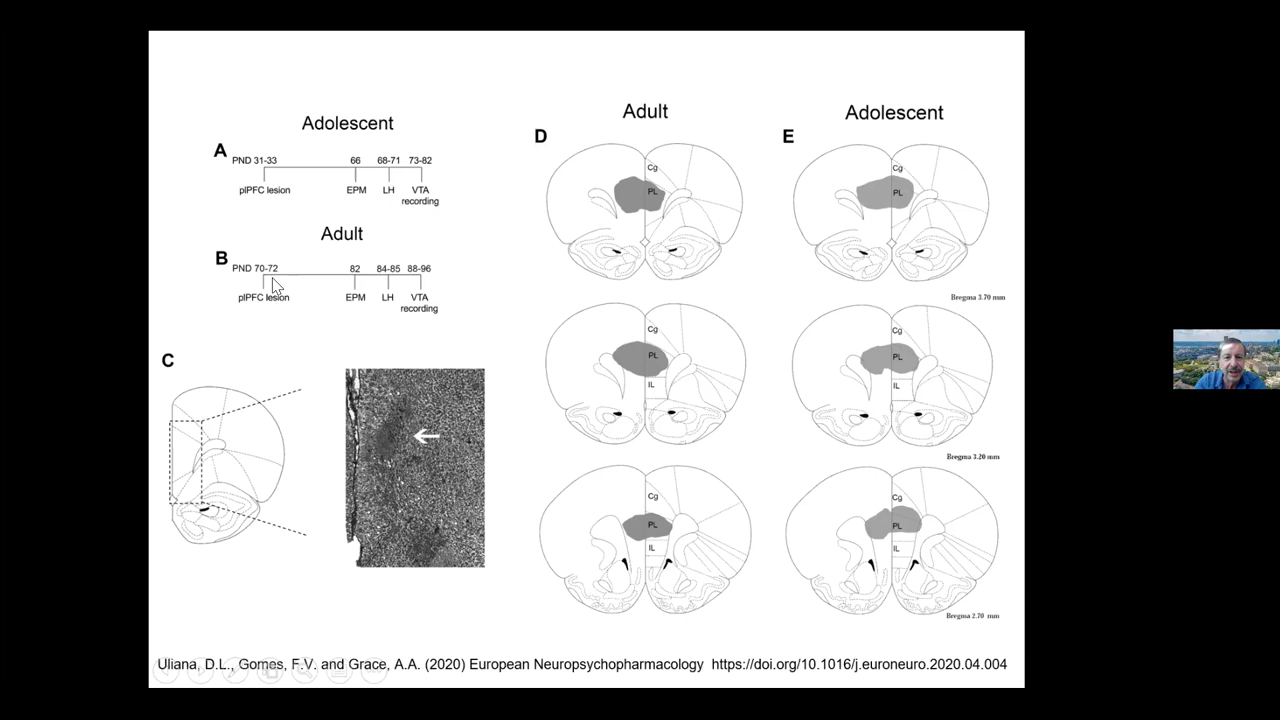 Adolescent
A
PND 31-33 66 68-71 73-82
plPFC lesion EPM LH VTA
recording
Adult
B
PND 70-72 82 84-85 88-96
plPFC lesion EPM LH VTA
recording
C
Adult
D
Cg
PL
Cg
PL
IL
Cg
PL
IL
Adolescent
E
Cg
PL
Bregma 3.70 mm
Cg
PL
IL
Bregma 3.20 mm
Cg
PL
IL
Bregma 2.70 mm
Uliana, D.L., Gomes, F.V. and Grace, A.A. (2020) European Neuropsychopharmacology https://doi.org/10.1016/j.euroneuro.2020.04.004